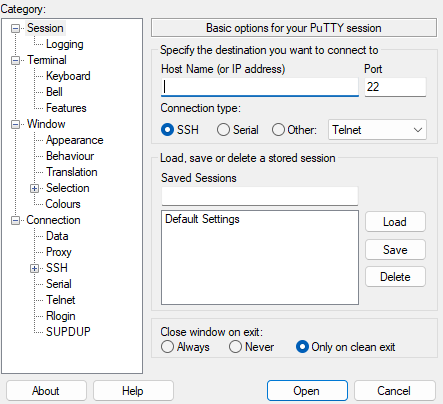 Category:
Session
Logging
Terminal
Keyboard
Bell
Features
Window
Appearance
Behaviour
Translation
Selection
Colours
Connection
Data
Proxy
SSH
Serial
Telnet
Rlogin
SUPDUP
Basic options for your PuTTY session
Specify the destination you want to connect to
Host Name (or IP address) Port
22
Connection type:
SSH Serial Other: Telnet
Load, save or delete a stored session
Saved Sessions
Default Settings
Load
Save
Delete
Close window on exit:
Always Never Only on clean exit
About Help Open Cancel